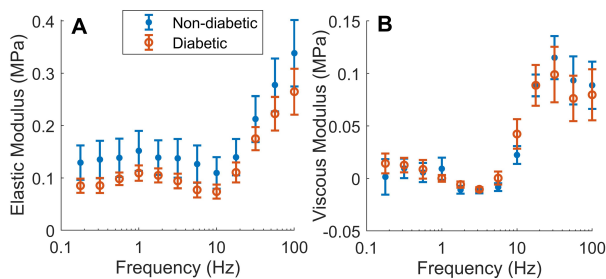 A
Non-diabetic
Diabetic
B
Elastic Modulus (MPa)
0.4
0.3
0.2
0.1
0
0.1
1
10
100
Frequency (Hz)
Viscous Modulus (MPa)
0.15
0.1
0.05
0
-0.05
0.1
1
10
100
Frequency (Hz)